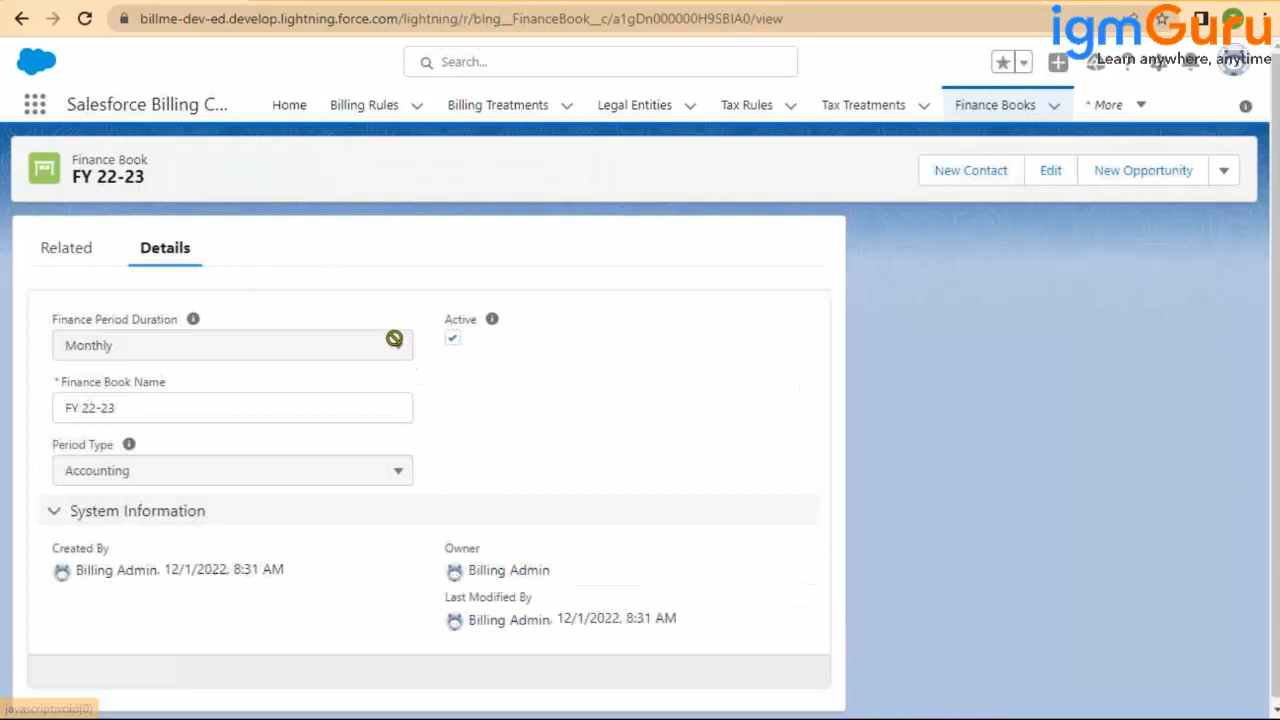 billme-dev-ed.develop.lightning.force.com/lightning/r/blng__FinanceBook__c/a1gDn000000H9SBIA0/view
igmGuru
Learn anywhere, anytime
Search...
Salesforce Billing C...
Home
Billing Rules
Billing Treatments
Legal Entities
Tax Rules
Tax Treatments
Finance Books
* More
Finance Book
FY 22-23
New Contact
Edit
New Opportunity
Related
Details
Finance Period Duration
Active
Monthly
*Finance Book Name
FY 22-23
Period Type
Accounting
System Information
Created By
Owner
Billing Admin, 12/1/2022, 8:31 AM
Billing Admin
Last Modified By
Billing Admin, 12/1/2022, 8:31 AM
javascript:void(0)